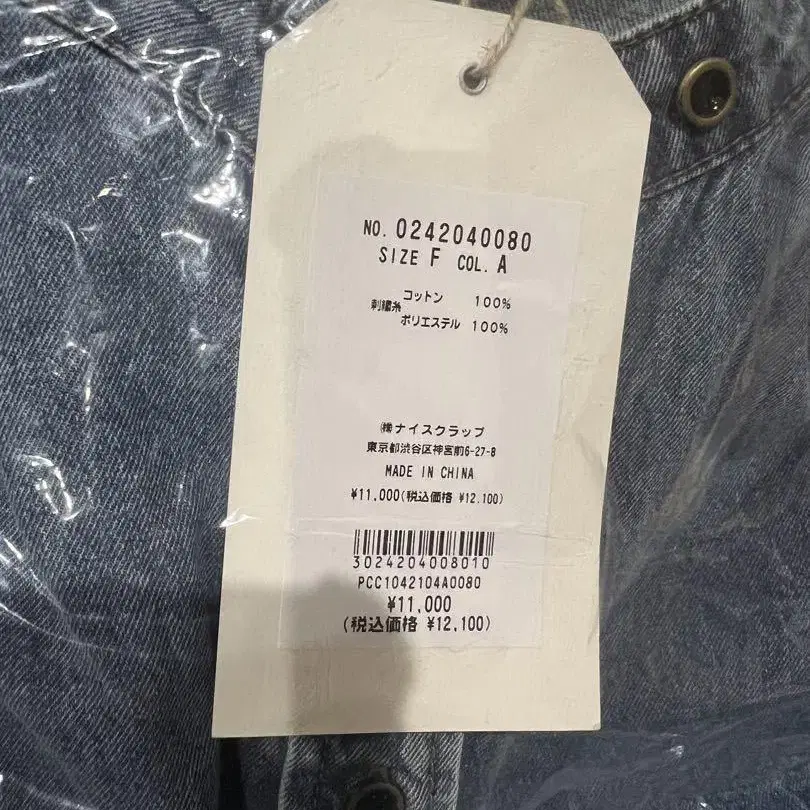 NO. 0242040080
SIZE F COL. A
コットン 100%
刺繍糸
ポリエステル 100%
㈱ナイスクラップ
東京都渋谷区神宮前6-27-8
MADE IN CHINA
¥11,000(税込価格 ¥12,100)
3024204008010
PCC1042104A0080
¥11,000
(税込価格 ¥12,100)